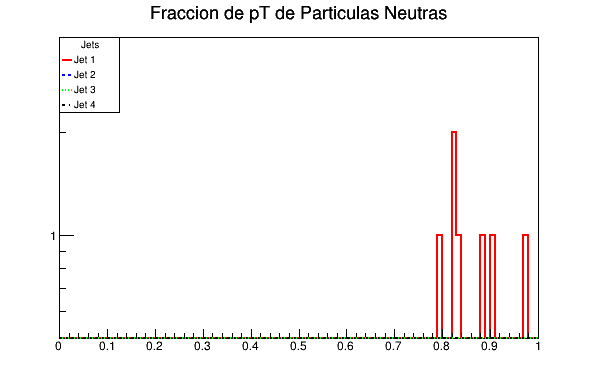 Fraccion de pT de Particulas Neutras
Jets
Jet 1
Jet 2
Jet 3
Jet 4
1
0 0.1 0.2 0.3 0.4 0.5 0.6 0.7 0.8 0.9 1